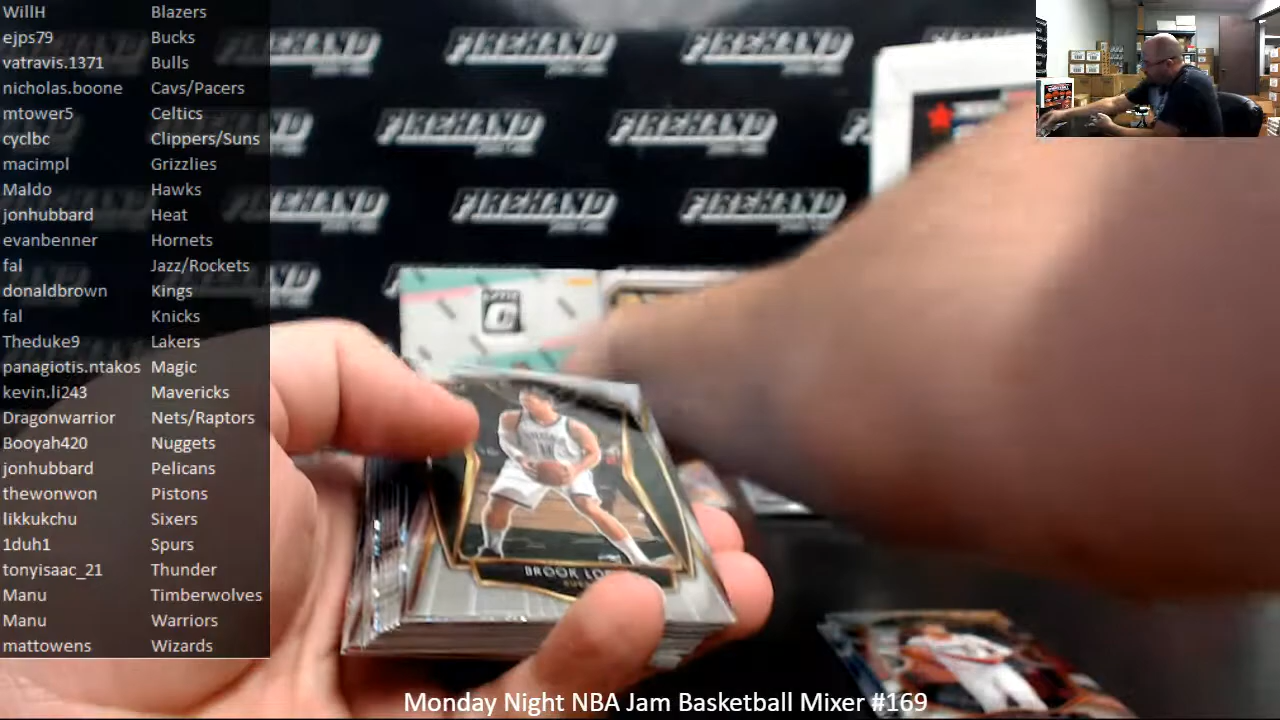 WillH Blazers
ejps79 Bucks
vatravis.1371 Bulls
nicholas.boone Cavs/Pacers
mtower5 Celtics
cyclbc Clippers/Suns
macimpl Grizzlies
Maldo Hawks
jonhubbard Heat
evanbenner Hornets
fal Jazz/Rockets
donaldbrown Kings
fal Knicks
Theduke9 Lakers
panagiotis.ntakos Magic
kevin.li243 Mavericks
Dragonwarrior Nets/Raptors
Booyah420 Nuggets
jonhubbard Pelicans
thewonwon Pistons
likkukchu Sixers
1duh1 Spurs
tonyisaac_21 Thunder
Manu Timberwolves
Manu Warriors
mattowens Wizards
FIREHAND FIREHAND FIREHAND
FIREHAND FIREHAND
FIREHAND FIREHAND FIREHAND
BROOK
Monday Night NBA Jam Basketball Mixer #169